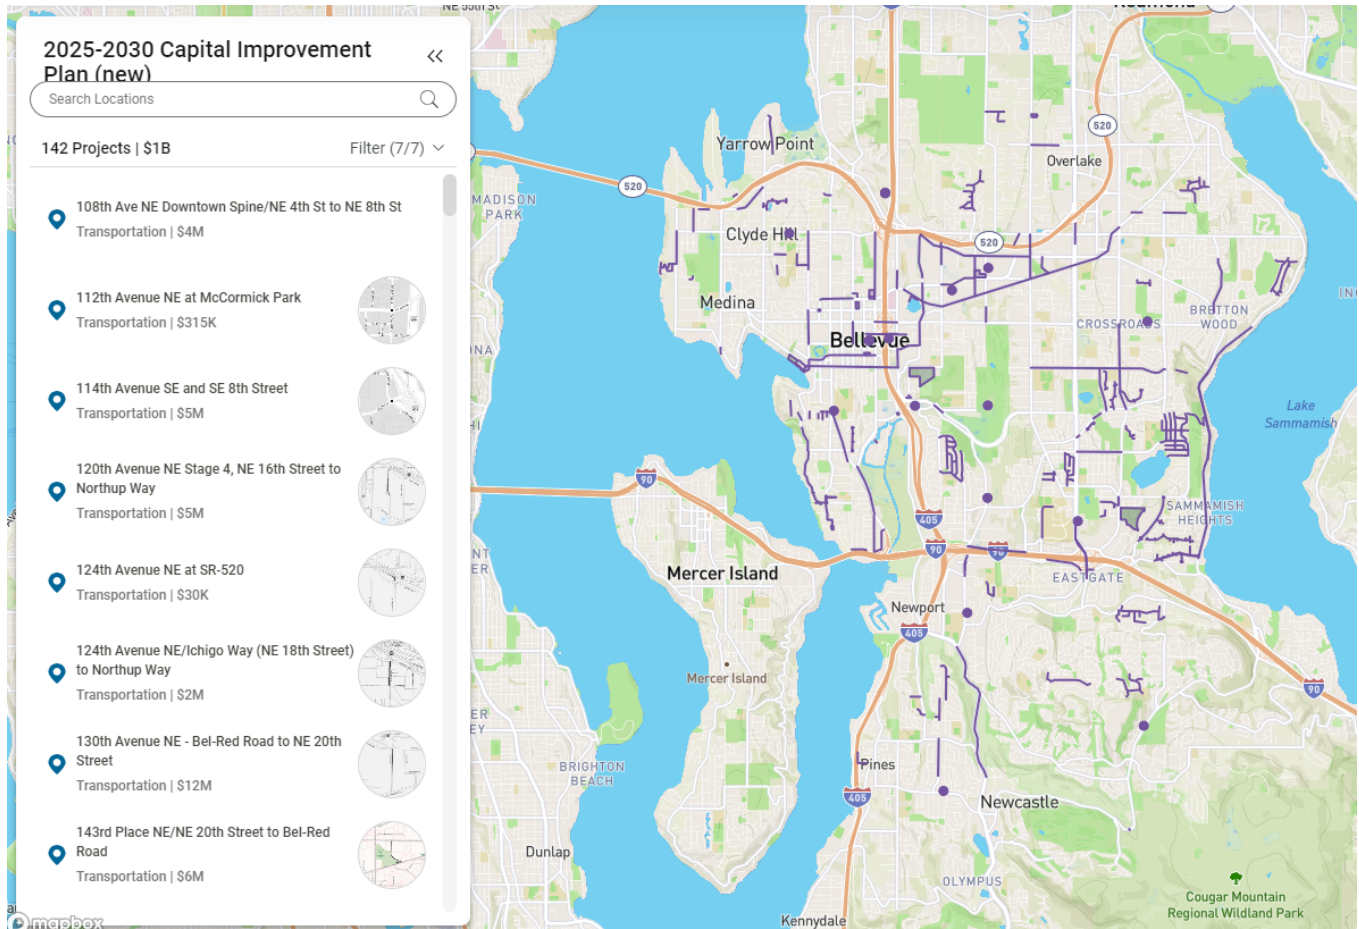 2025-2030 Capital Improvement
Plan (new)
Search Locations
142 Projects | $1B
Filter (7/7)
108th Ave NE Downtown Spine/NE 4th St to NE 8th St
Transportation | $4M
112th Avenue NE at McCormick Park
Transportation | $315K
114th Avenue SE and SE 8th Street
Transportation | $5M
120th Avenue NE Stage 4, NE 16th Street to
Northup Way
Transportation | $5M
124th Avenue NE at SR-520
Transportation | $30K
124th Avenue NE/Ichigo Way (NE 18th Street)
to Northup Way
Transportation | $2M
130th Avenue NE - Bel-Red Road to NE 20th
Street
Transportation | $12M
143rd Place NE/NE 20th Street to Bel-Red
Road
Transportation | $6M
mapbox
NE 55th St
Redmond
520
Yarrow Point
Overlake
520
MADISON
PARK
Clyde Hill
520
Medina
BRETTON
WOOD
CROSSROADS
Bellevue
Lake
Sammamish
90
SAMMAMISH
HEIGHTS
405
90
90
Mercer Island
EASTGATE
Newport
405
Mercer Island
90
BRIGHTON
BEACH
Pines
405
Newcastle
Dunlap
OLYMPUS
Cougar Mountain
Regional Wildland Park
Kennydale